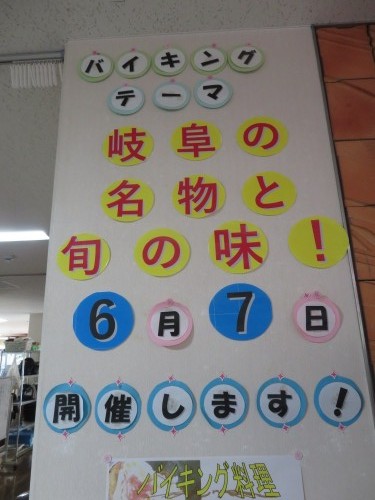 バイキング
テーマ
岐阜の
名物と
旬の味！
6月7日
開催します！
バイキング料理